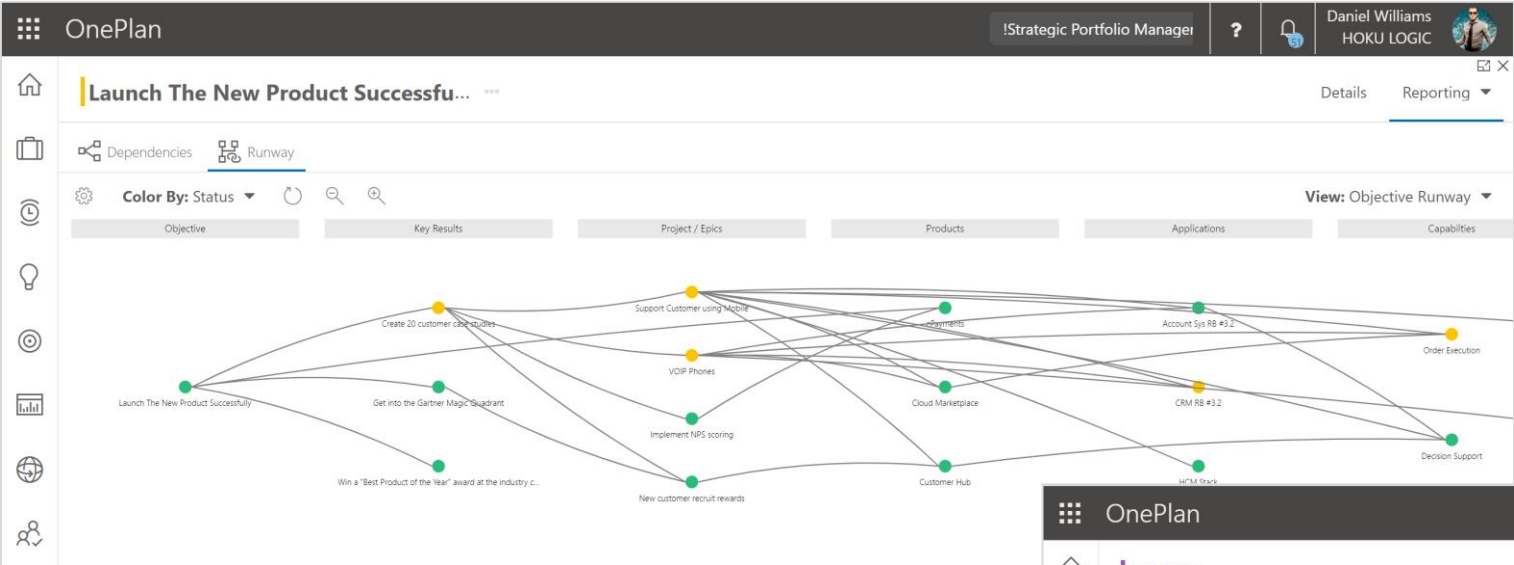 OnePlan
!Strategic Portfolio Manager
?
51
Daniel Williams
HOKU LOGIC
Launch The New Product Successfu... ...
Details
Reporting
Dependencies
Runway
Color By: Status
View: Objective Runway
Objective
Key Results
Project / Epics
Products
Applications
Capabilties
Support Customer using Mobile
Create 20 customer case studies
ePayments
Account Sys RB #3.2
Order Execution
VOIP Phones
Launch The New Product Successfully
Get into the Gartner Magic Quadrant
Cloud Marketplace
CRM RB #3.2
Implement NPS scoring
Decision Support
Win a "Best Product of the Year" award at the industry c...
Customer Hub
HCM Stack
New customer recruit rewards
OnePlan